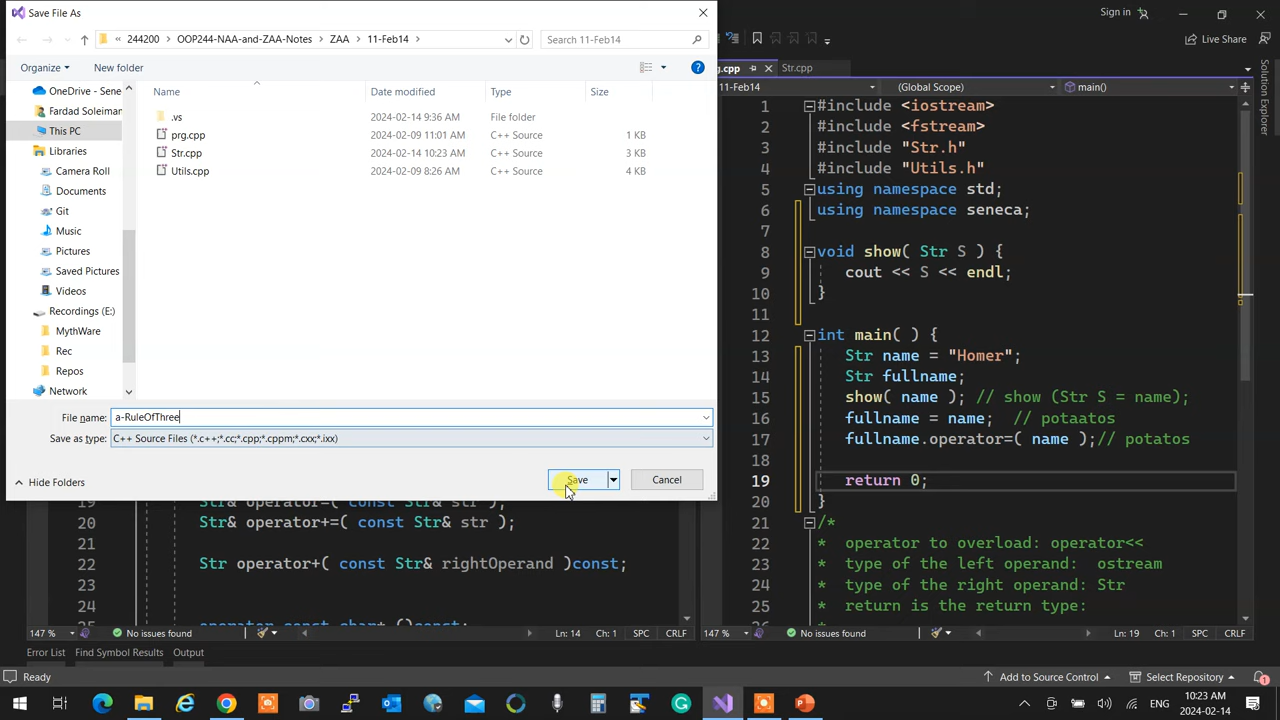 Save File As
« 244200 > OOP244-NAA-and-ZAA-Notes > ZAA > 11-Feb14 >
Search 11-Feb14
Organize
New folder
OneDrive - Sene
Fardad Soleiman
This PC
Libraries
Camera Roll
Documents
Git
Music
Pictures
Saved Pictures
Videos
Recordings (E:)
MythWare
Rec
Repos
Network
Name Date modified Type Size
.vs 2024-02-14 9:36 AM File folder
prg.cpp 2024-02-09 11:01 AM C++ Source 1 KB
Str.cpp 2024-02-14 10:23 AM C++ Source 3 KB
Utils.cpp 2024-02-09 8:26 AM C++ Source 4 KB
File name: a-RuleOfThree
Save as type: C++ Source Files (*.c++;*.cc;*.cpp;*.cppm;*.cxx;*.ixx)
Hide Folders
Save
Cancel
Sign in
Live Share
Solution Explorer
g.cpp
Str.cpp
11-Feb14
(Global Scope)
main()
1 #include <iostream>
2 #include <fstream>
3 #include "Str.h"
4 #include "Utils.h"
5 using namespace std;
6 using namespace seneca;
7
8 void show( Str S ) {
9 cout << S << endl;
10 }
11
12 int main( ) {
13 Str name = "Homer";
14 Str fullname;
15 show( name ); // show (Str S = name);
16 fullname = name; // potaatos
17 fullname.operator=( name );// potatos
18
19 return 0;
20 }
21 /*
22 * operator to overload: operator<<
23 * type of the left operand: ostream
24 * type of the right operand: Str
25 * return is the return type:
19 Str& operator=( const Str& str );
20 Str& operator+=( const Str& str );
21
22 Str operator+( const Str& rightOperand )const;
23
24
25 operator const char* ()const;
147 %
No issues found
Ln: 14 Ch: 1 SPC CRLF
147 %
No issues found
Ln: 19 Ch: 1 SPC CRLF
Error List Find Symbol Results Output
Ready
Add to Source Control
Select Repository
1
ENG
10:23 AM
2024-02-14